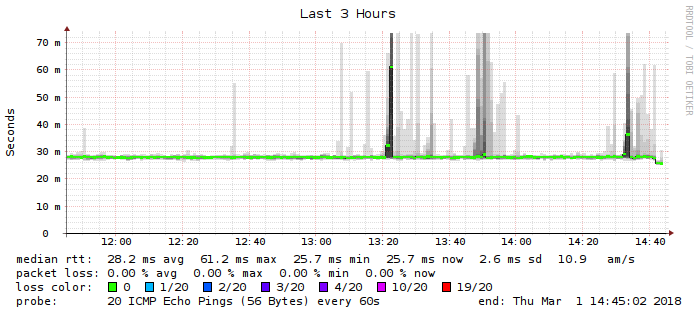 Last 3 Hours
RRDTOOL / TOBI OETIKER
Seconds
70 m
60 m
50 m
40 m
30 m
20 m
10 m
0
12:00 12:20 12:40 13:00 13:20 13:40 14:00 14:20 14:40
median rtt: 28.2 ms avg 61.2 ms max 25.7 ms min 25.7 ms now 2.6 ms sd 10.9 am/s
packet loss: 0.00 % avg 0.00 % max 0.00 % min 0.00 % now
loss color: 0 1/20 2/20 3/20 4/20 10/20 19/20
probe: 20 ICMP Echo Pings (56 Bytes) every 60s end: Thu Mar 1 14:45:02 2018